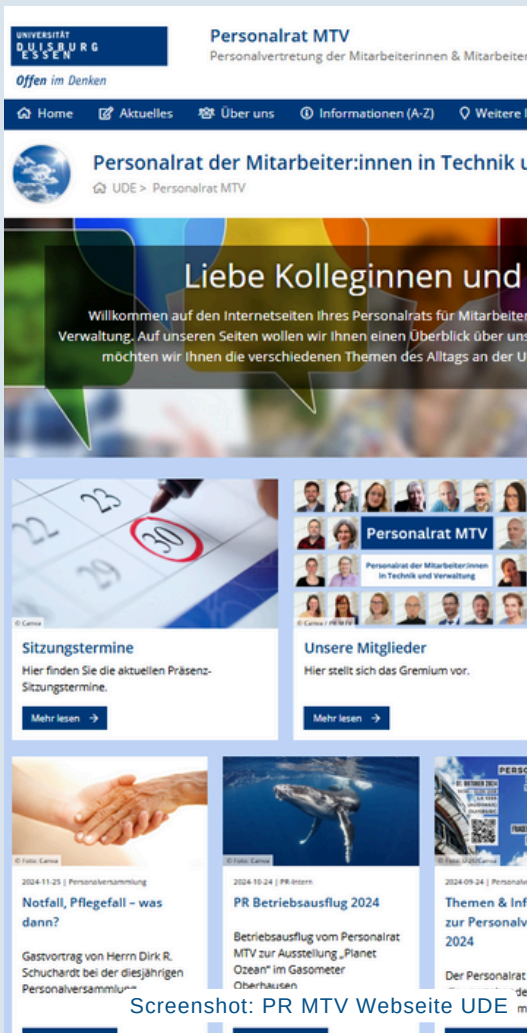 UNIVERSITÄT
DUISBURG
ESSEN
Offen im Denken
Personalrat MTV
Personalvertretung der Mitarbeiterinnen & Mitarbeiter
Home Aktuelles Über uns Informationen (A-Z) Weitere
Personalrat der Mitarbeiter:innen in Technik
UDE > Personalrat MTV
Liebe Kolleginnen und
Willkommen auf den Internetseiten Ihres Personalrats für Mitarbeiter
Verwaltung. Auf unseren Seiten wollen wir Ihnen einen Überblick über
möchten wir Ihnen die verschiedenen Themen des Alltags an der
22 23 30
29
© Canva
Sitzungstermine
Hier finden Sie die aktuellen Präsenz-
Sitzungstermine.
Mehr lesen →
Personalrat MTV
Personalrat der Mitarbeiter:innen
in Technik und Verwaltung
© Canva / PR MTV
Unsere Mitglieder
Hier stellt sich das Gremium vor.
Mehr lesen →
© Foto: Canva
2024-11-25 | Personalversammlung
Notfall, Pflegefall – was
dann?
Gastvortrag von Herrn Dirk R.
Schuchardt bei der diesjährigen
Personalversammlung
© Foto: Canva
2024-10-24 | PR-Intern
PR Betriebsausflug 2024
Betriebsausflug vom Personalrat
MTV zur Ausstellung „Planet
Ozean" im Gasometer
Oberhausen
PERSO
01. OKTOBER 2024
2024-09-24 |
Themen & Inf
zur Personalv
2024
Der Personalrat
Screenshot: PR MTV Webseite UDE